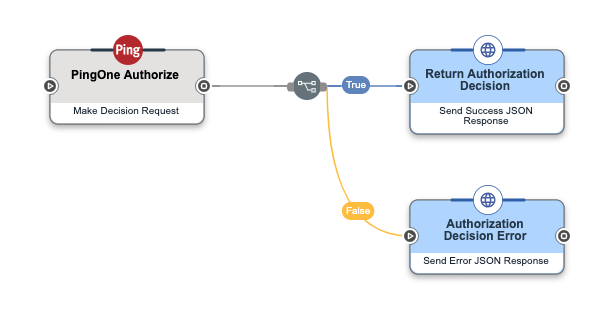 Ping
PingOne Authorize
Make Decision Request
True
Return Authorization
Decision
Send Success JSON
Response
False
Authorization
Decision Error
Send Error JSON Response